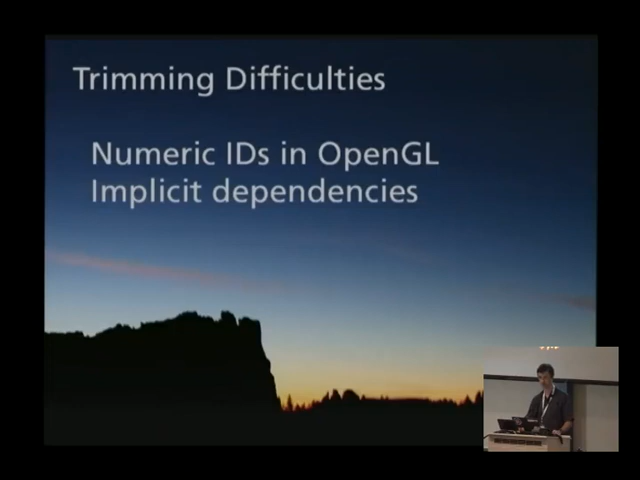 Trimming Difficulties
Numeric IDs in OpenGL
Implicit dependencies